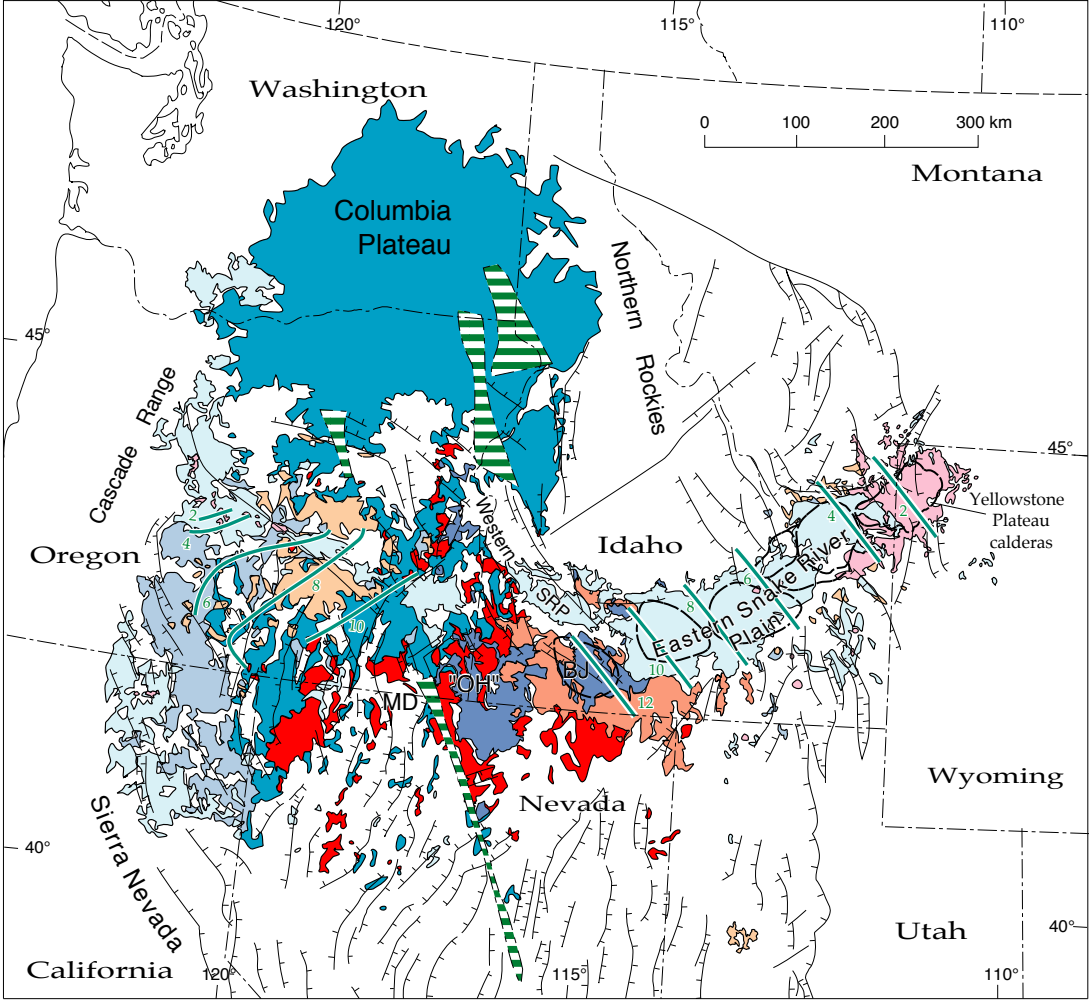 120°
115°
110°
Washington
0 100 200 300 km
Montana
Columbia
Plateau
Northern Rockies
45°
Cascade Range
45°
Yellowstone
Plateau
calderas
2
4
2
4
Western SRP
Oregon
Idaho
Eastern Snake River
Plain
6
8
6
8
10
10
12
BJ
"OH"
MD
Nevada
Wyoming
Sierra Nevada
40°
40°
Utah
California
120°
115°
110°